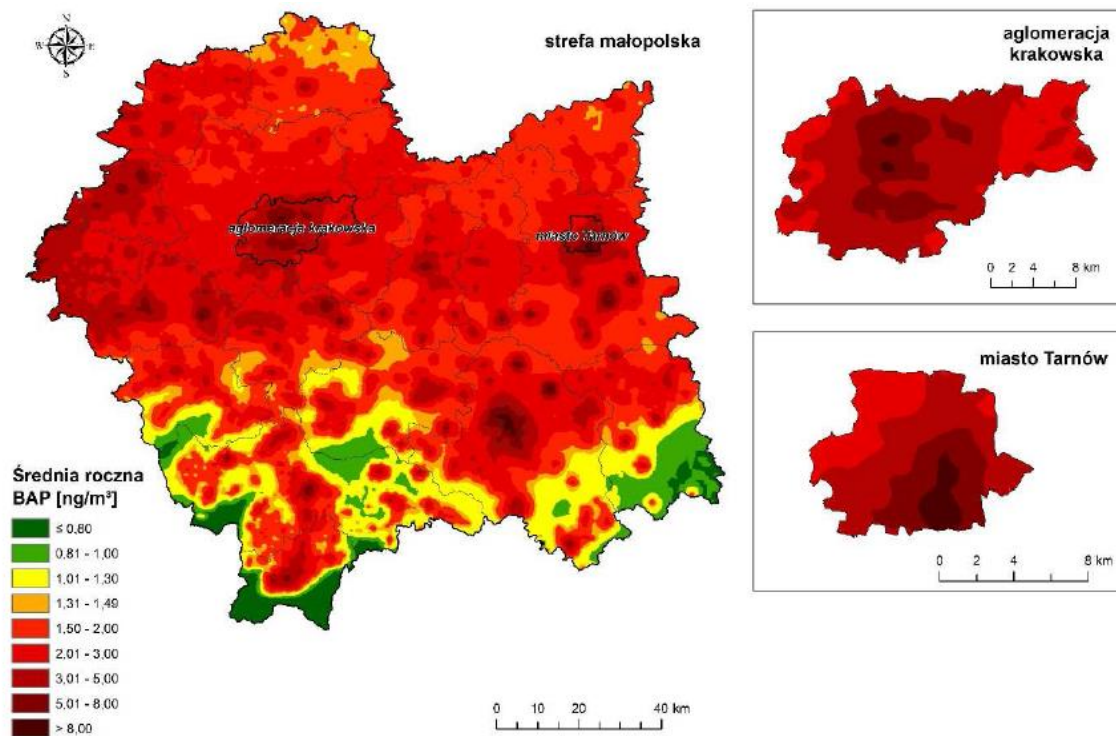 N
W E
S
strefa małopolska
aglomeracja krakowska
miasto Tarnów
Średnia roczna
BAP [ng/m³]
≤ 0.80
0.81 - 1.00
1,01 - 1.30
1,31 - 1,49
1.50 - 2,00
2,01 - 3,00
3,01 - 5,00
5,01 - 8,00
> 8,00
0 10 20 40 km
aglomeracja
krakowska
0 2 4 8 km
miasto Tarnów
0 2 4 8 km